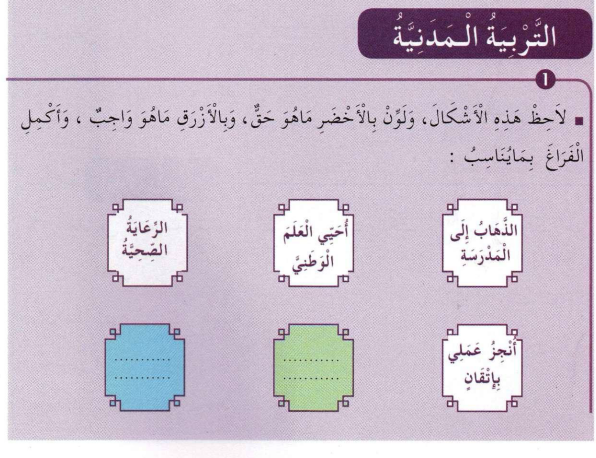 التَّرْبِيَةُ الْمَدَنِيَّةُ
1
▪ لاَحِظْ هَذِهِ الْأَشْكَالَ، وَلَوِّنْ بِالْأَخْضَرِ مَاهُوَ حَقٌّ، وَبِالْأَزْرَقِ مَاهُوَ وَاجِبٌ ، وَأَكْمِلِ
الْفَرَاغَ بِمَايُنَاسِبُ :
الذَّهَابُ إِلَى
الْمَدْرَسَةِ
أُحَيِّي الْعَلَمَ
الْوَطَنِيَّ
الرِّعَايَةُ
الصِّحِيَّةُ
أُنْجِزُ عَمَلِي
بِإِتْقَانٍ
..............
..............
..............
..............